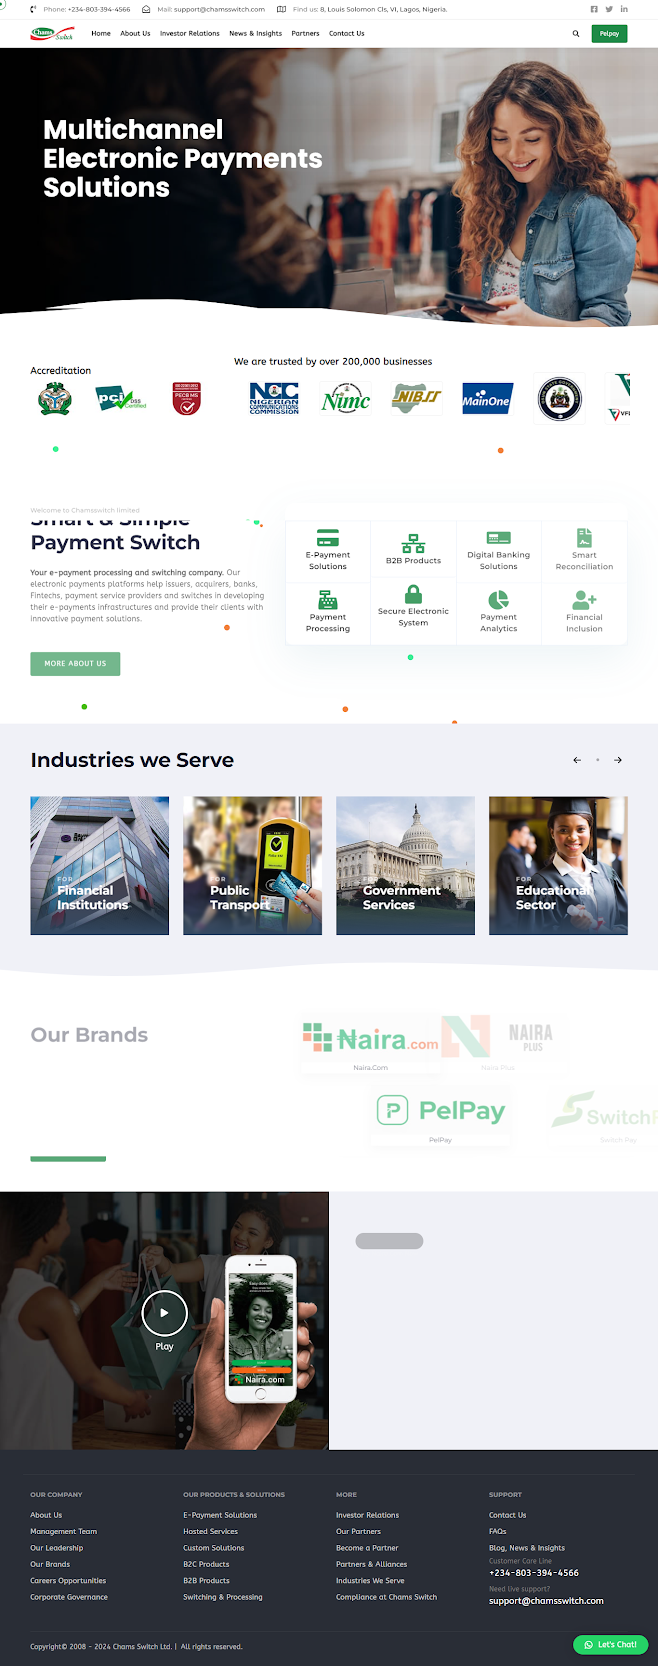 Phone: +234-803-394-4566
Mail: support@chamsswitch.com
Find us: 8, Louis Solomon Cls, VI, Lagos, Nigeria.
Chams
Switch
Home
About Us
Investor Relations
News & Insights
Partners
Contact Us
Pelpay
Multichannel
Electronic Payments
Solutions
We are trusted by over 200,000 businesses
Accreditation
pci DSS
Certified
PECB MS
NCC
NIGERIAN
COMMUNICATIONS
COMMISSION
Nimc
NIBSS
MainOne
VFD
Welcome to Chamsswitch limited
Smart & Simple
Payment Switch
Your e-payment processing and switching company. Our
electronic payments platforms help issuers, acquirers, banks,
Fintechs, payment service providers and switches in developing
their e-payments infrastructures and provide their clients with
innovative payment solutions.
MORE ABOUT US
E-Payment
Solutions
B2B Products
Digital Banking
Solutions
Smart
Reconciliation
Payment
Processing
Secure Electronic
System
Payment
Analytics
Financial
Inclusion
Industries we Serve
FOR
Financial
Institutions
FOR
Public
Transport
FOR
Government
Services
FOR
Educational
Sector
Our Brands
Naira.com
Naira.Com
NAIRA
PLUS
Naira Plus
PelPay
PelPay
Switch
Switch Pay
Play
Naira.com
OUR COMPANY
About Us
Management Team
Our Leadership
Our Brands
Careers Opportunities
Corporate Governance
OUR PRODUCTS & SOLUTIONS
E-Payment Solutions
Hosted Services
Custom Solutions
B2C Products
B2B Products
Switching & Processing
MORE
Investor Relations
Our Partners
Become a Partner
Partners & Alliances
Industries We Serve
Compliance at Chams Switch
SUPPORT
Contact Us
FAQs
Blog, News & Insights
Customer Care Line
+234-803-394-4566
Need live support?
support@chamsswitch.com
Copyright© 2008 - 2024 Chams Switch Ltd. | All rights reserved.
Let's Chat!